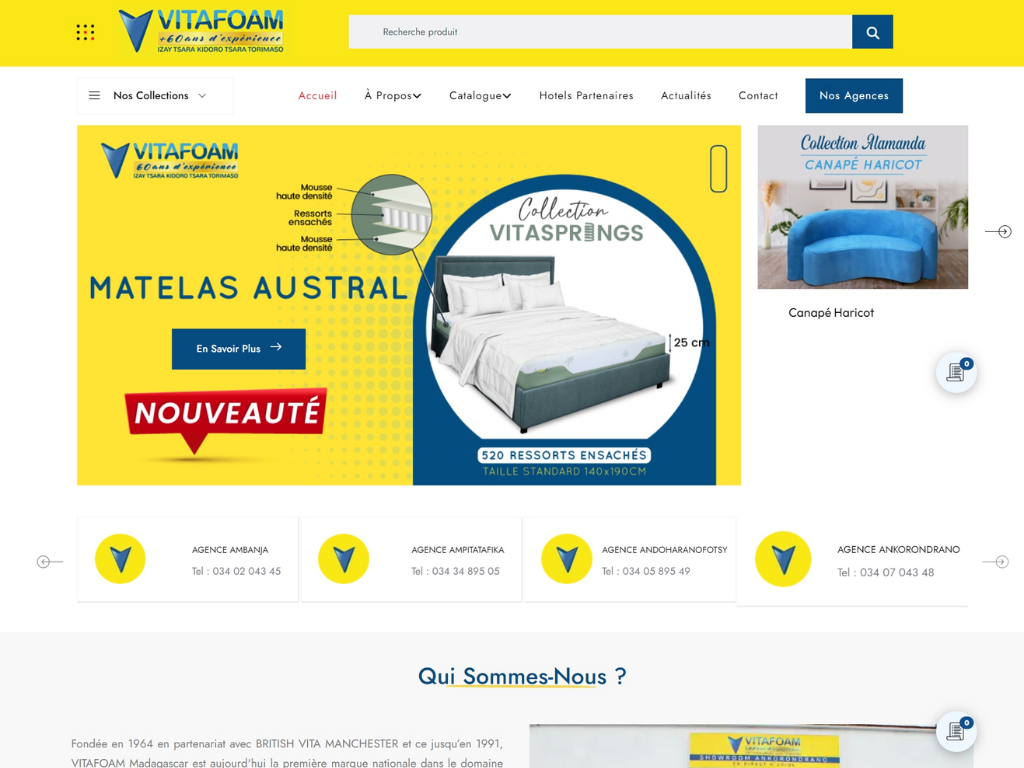 VITAFOAM
+60ans d'expérience
IZAY TSARA KIDORO TSARA TORIMASO
Recherche produit
Nos Collections
Accueil
À Propos
Catalogue
Hotels Partenaires
Actualités
Contact
Nos Agences
VITAFOAM
60ans d'expérience
IZAY TSARA KIDORO TSARA TORIMASO
Mousse
haute densité
Ressorts
ensachés
Mousse
haute densité
Collection
VITASPRINGS
MATELAS AUSTRAL
En Savoir Plus
NOUVEAUTÉ
25 cm
520 RESSORTS ENSACHÉS
TAILLE STANDARD 140x190CM
Collection Alamanda
CANAPÉ HARICOT
Canapé Haricot
0
AGENCE AMBANJA
Tel : 034 02 043 45
AGENCE AMPITATAFIKA
Tel : 034 34 895 05
AGENCE ANDOHARANOFOTSY
Tel : 034 05 895 49
AGENCE ANKORONDRANO
Tel : 034 07 043 48
Qui Sommes-Nous ?
0
Fondée en 1964 en partenariat avec BRITISH VITA MANCHESTER et ce jusqu'en 1991,
VITAFOAM Madagascar est aujourd'hui la première marque nationale dans le domaine
VITAFOAM
60ans d'expérience
SHOWROOM ANKORONDRANO